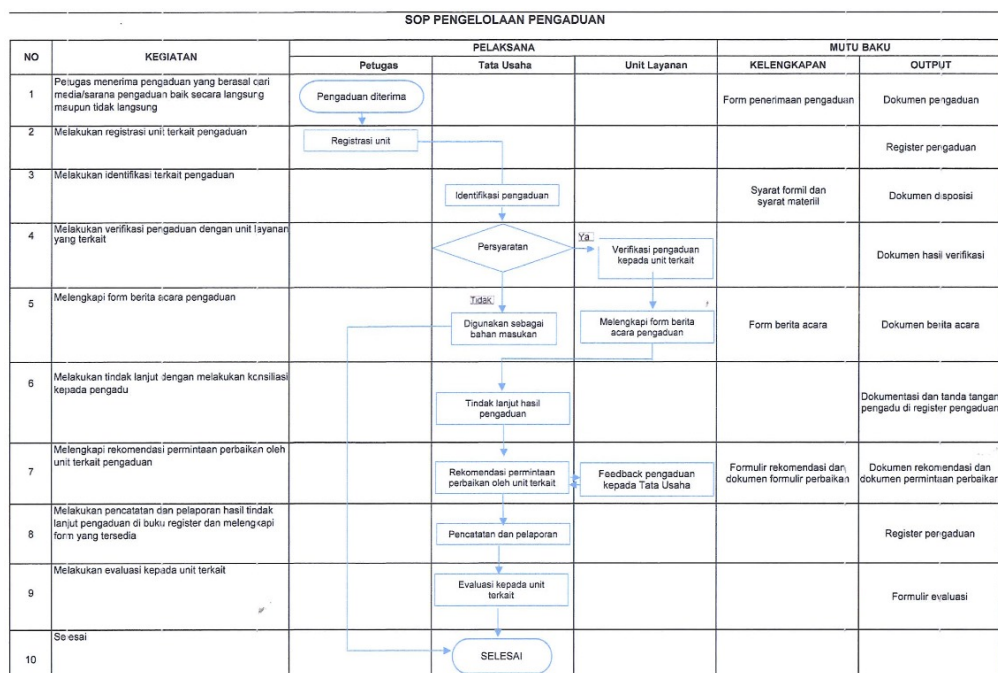 SOP PENGELOLAAN PENGADUAN
NO
KEGIATAN
PELAKSANA
MUTU BAKU
Petugas
Tata Usaha
Unit Layanan
KELENGKAPAN
OUTPUT
1
Petugas menerima pengaduan yang berasal dari
media/sarana pengaduan baik secara langsung
maupun tidak langsung
Pengaduan diterima
Form penerimaan pengaduan
Dokumen pengaduan
2
Melakukan registrasi unit terkait pengaduan
Registrasi unit
Register pengaduan
3
Melakukan identifikasi terkait pengaduan
Identifikasi pengaduan
Syarat formil dan
syarat materiil
Dokumen disposisi
4
Melakukan verifikasi pengaduan dengan unit layanan
yang terkait
Persyaratan
Ya
Verifikasi pengaduan
kepada unit terkait
Dokumen hasil verifikasi
5
Melengkapi form berita acara pengaduan
Tidak
Digunakan sebagai
bahan masukan
Melengkapi form berita
acara pengaduan
Form berita acara
Dokumen berita acara
6
Melakukan tindak lanjut dengan melakukan konsiliasi
kepada pengadu
Tindak lanjut hasil
pengaduan
Dokumentasi dan tanda tangan
pengadu di register pengaduan
7
Melengkapi rekomendasi permintaan perbaikan oleh
unit terkait pengaduan
Rekomendasi permintaan
perbaikan oleh unit terkait
Feedback pengaduan
kepada Tata Usaha
Formulir rekomendasi dan
dokumen formulir perbaikan
Dokumen rekomendasi dan
dokumen permintaan perbaikan
8
Melakukan pencatatan dan pelaporan hasil tindak
lanjut pengaduan di buku register dan melengkapi
form yang tersedia
Pencatatan dan pelaporan
Register pengaduan
9
Melakukan evaluasi kepada unit terkait
Evaluasi kepada unit
terkait
Formulir evaluasi
10
Selesai
SELESAI